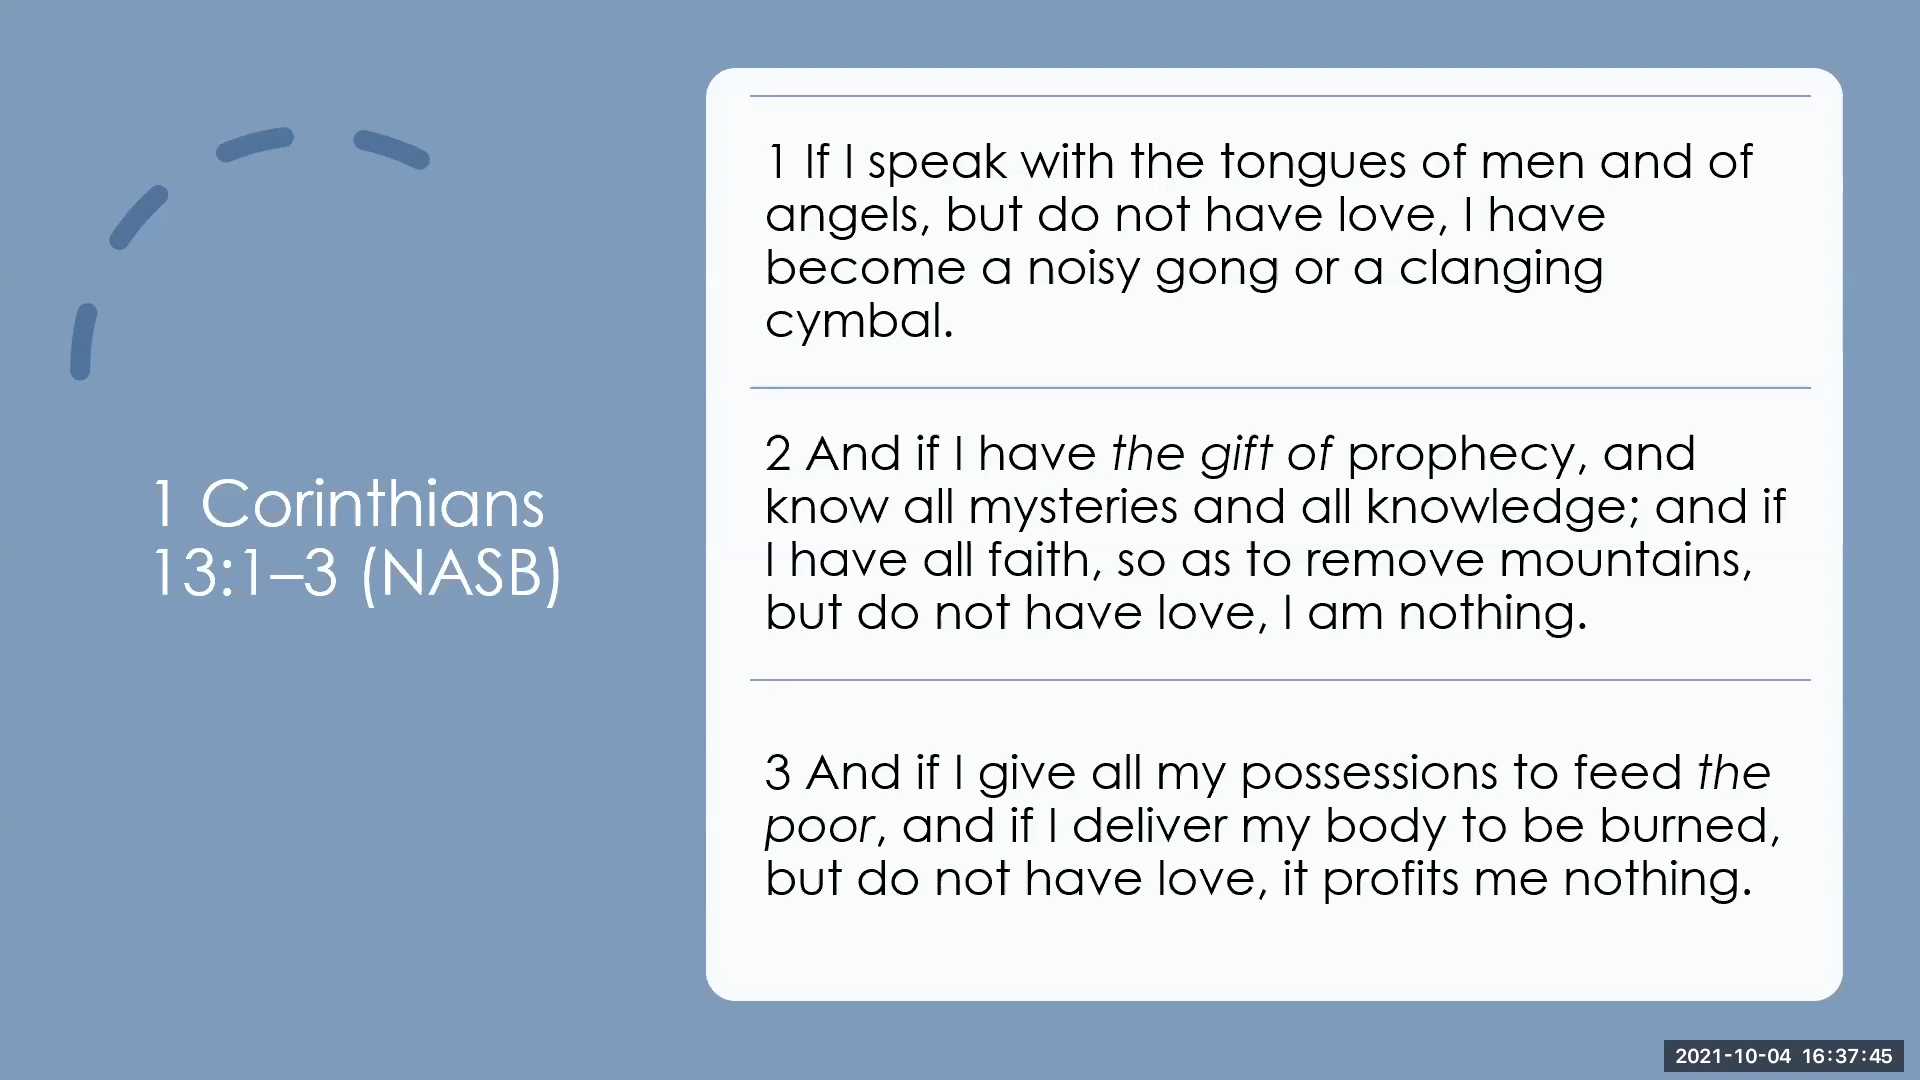 1 Corinthians
13:1–3 (NASB)
1 If I speak with the tongues of men and of
angels, but do not have love, I have
become a noisy gong or a clanging
cymbal.
2 And if I have the gift of prophecy, and
know all mysteries and all knowledge; and if
I have all faith, so as to remove mountains,
but do not have love, I am nothing.
3 And if I give all my possessions to feed the
poor, and if I deliver my body to be burned,
but do not have love, it profits me nothing.
2021-10-04 16:37:45